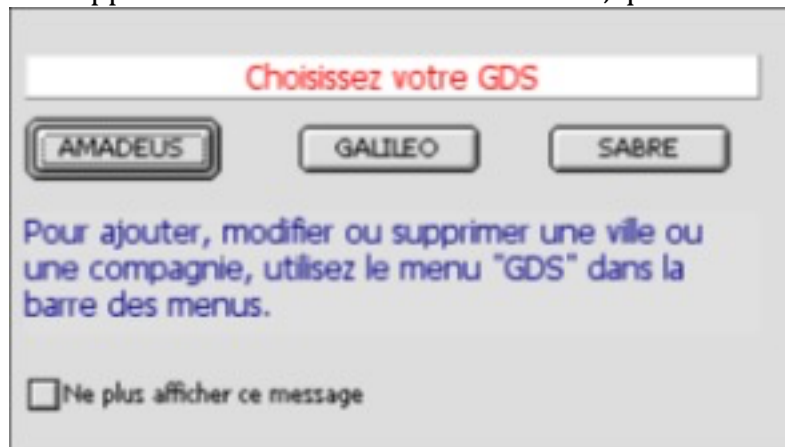 Choisissez votre GDS
AMADEUS GALILEO SABRE
Pour ajouter, modifier ou supprimer une ville ou
une compagnie, utilisez le menu "GDS" dans la
barre des menus.
Ne plus afficher ce message